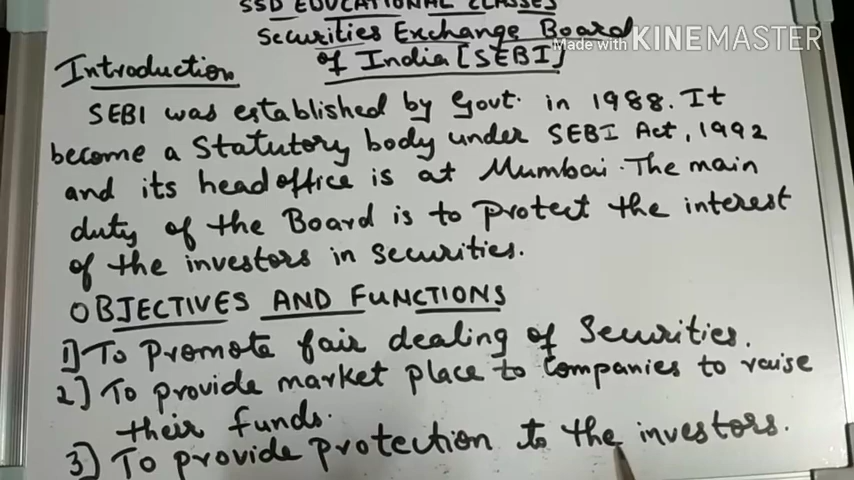 SSD EDUCATIONAL CLASSES
Securities Exchange Board
Made with KINEMASTER
of India [SEBI]
Introduction
SEBI was established by Govt. in 1988. It
become a Statutory body under SEBI Act, 1992
and its head office is at Mumbai. The main
duty of the Board is to Protect the interest
of the investors in securities.
OBJECTIVES AND FUNCTIONS
1) To Promote fair dealing of Securities.
2) To provide market place to Companies to raise
their funds.
3) To provide protection to the investors.